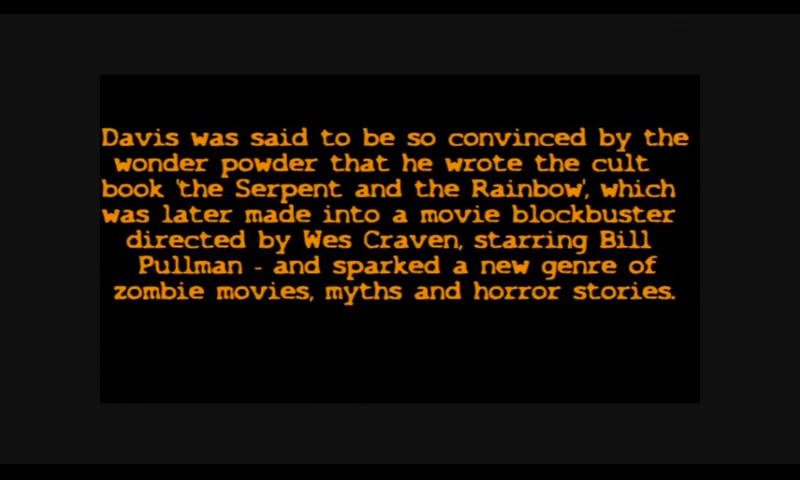 Davis was said to be so convinced by the
wonder powder that he wrote the cult
book 'the Serpent and the Rainbow', which
was later made into a movie blockbuster
directed by Wes Craven, starring Bill
Pullman - and sparked a new genre of
zombie movies, myths and horror stories.